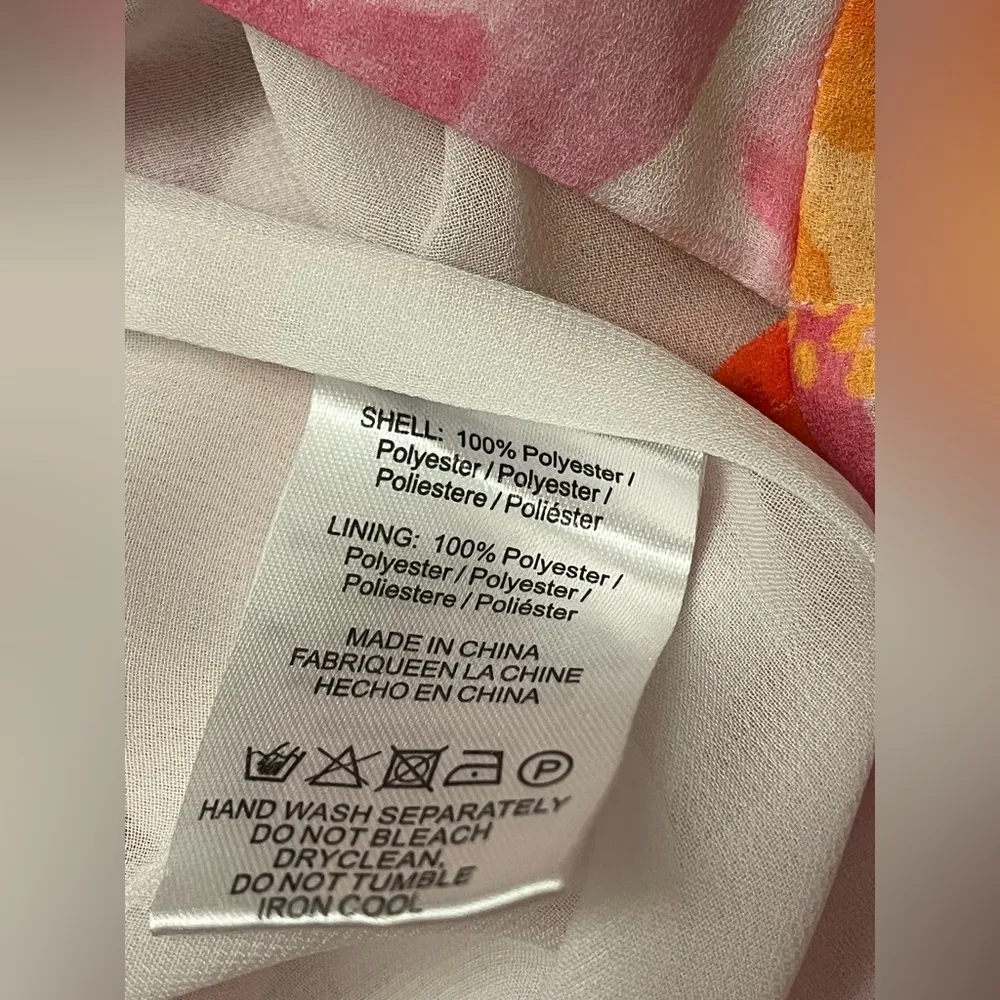 SHELL: 100% Polyester /
Polyester / Polyester /
Poliestere / Poliéster
LINING: 100% Polyester /
Polyester / Polyester /
Poliestere / Poliéster
MADE IN CHINA
FABRIQUEEN LA CHINE
HECHO EN CHINA
P
HAND WASH SEPARATELY
DO NOT BLEACH
DRYCLEAN,
DO NOT TUMBLE
IRON COOL